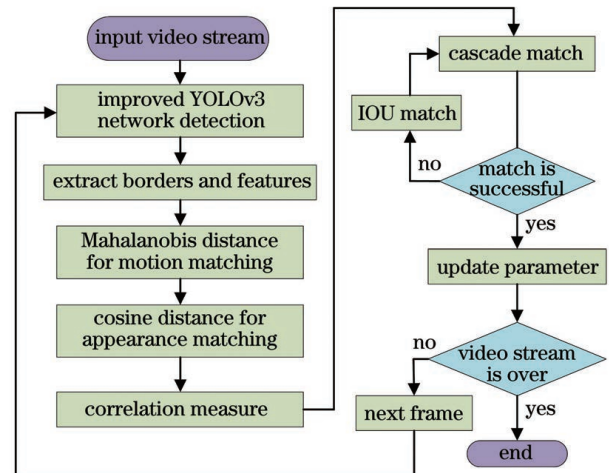 input video stream
improved YOLOv3
network detection
extract borders and features
Mahalanobis distance
for motion matching
cosine distance for
appearance matching
correlation measure
cascade match
IOU match
no
match is
successful
yes
update parameter
no
video stream
is over
next frame
yes
end